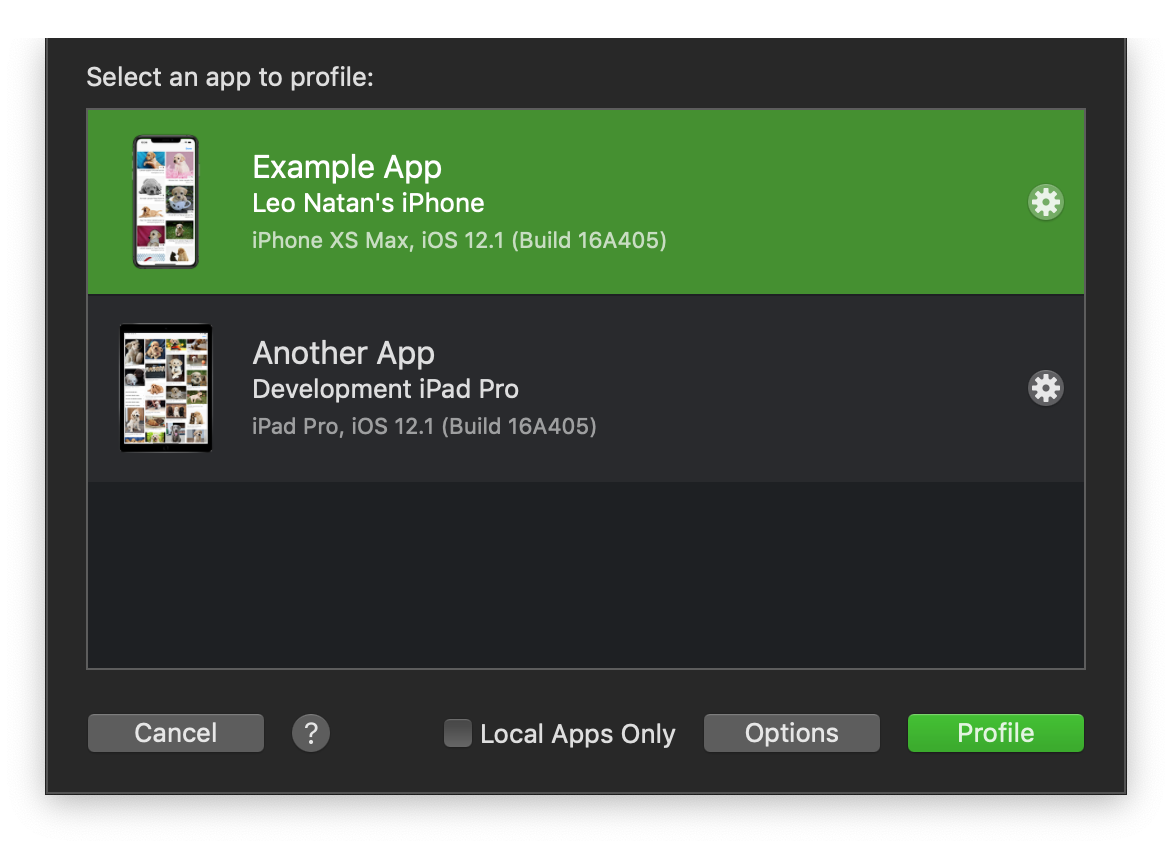 Select an app to profile:
Example App
Leo Natan's iPhone
iPhone XS Max, iOS 12.1 (Build 16A405)
Another App
Development iPad Pro
iPad Pro, iOS 12.1 (Build 16A405)
Cancel
?
Local Apps Only
Options
Profile